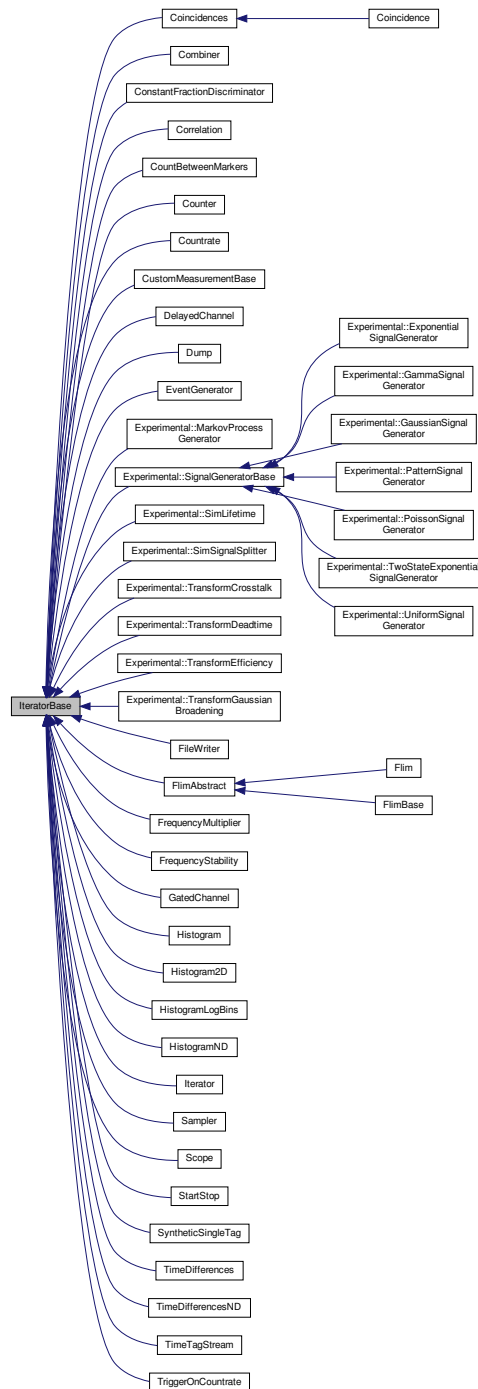 Coincidences
Coincidence
Combiner
ConstantFractionDiscriminator
Correlation
CountBetweenMarkers
Counter
Countrate
CustomMeasurementBase
DelayedChannel
Dump
EventGenerator
Experimental::MarkovProcess
Generator
Experimental::SignalGeneratorBase
Experimental::Exponential
SignalGenerator
Experimental::GammaSignal
Generator
Experimental::GaussianSignal
Generator
Experimental::PatternSignal
Generator
Experimental::PoissonSignal
Generator
Experimental::TwoStateExponential
SignalGenerator
Experimental::UniformSignal
Generator
Experimental::SimLifetime
Experimental::SimSignalSplitter
Experimental::TransformCrosstalk
Experimental::TransformDeadtime
Experimental::TransformEfficiency
IteratorBase
Experimental::TransformGaussian
Broadening
FileWriter
FlimAbstract
Flim
FlimBase
FrequencyMultiplier
FrequencyStability
GatedChannel
Histogram
Histogram2D
HistogramLogBins
HistogramND
Iterator
Sampler
Scope
StartStop
SyntheticSingleTag
TimeDifferences
TimeDifferencesND
TimeTagStream
TriggerOnCountrate